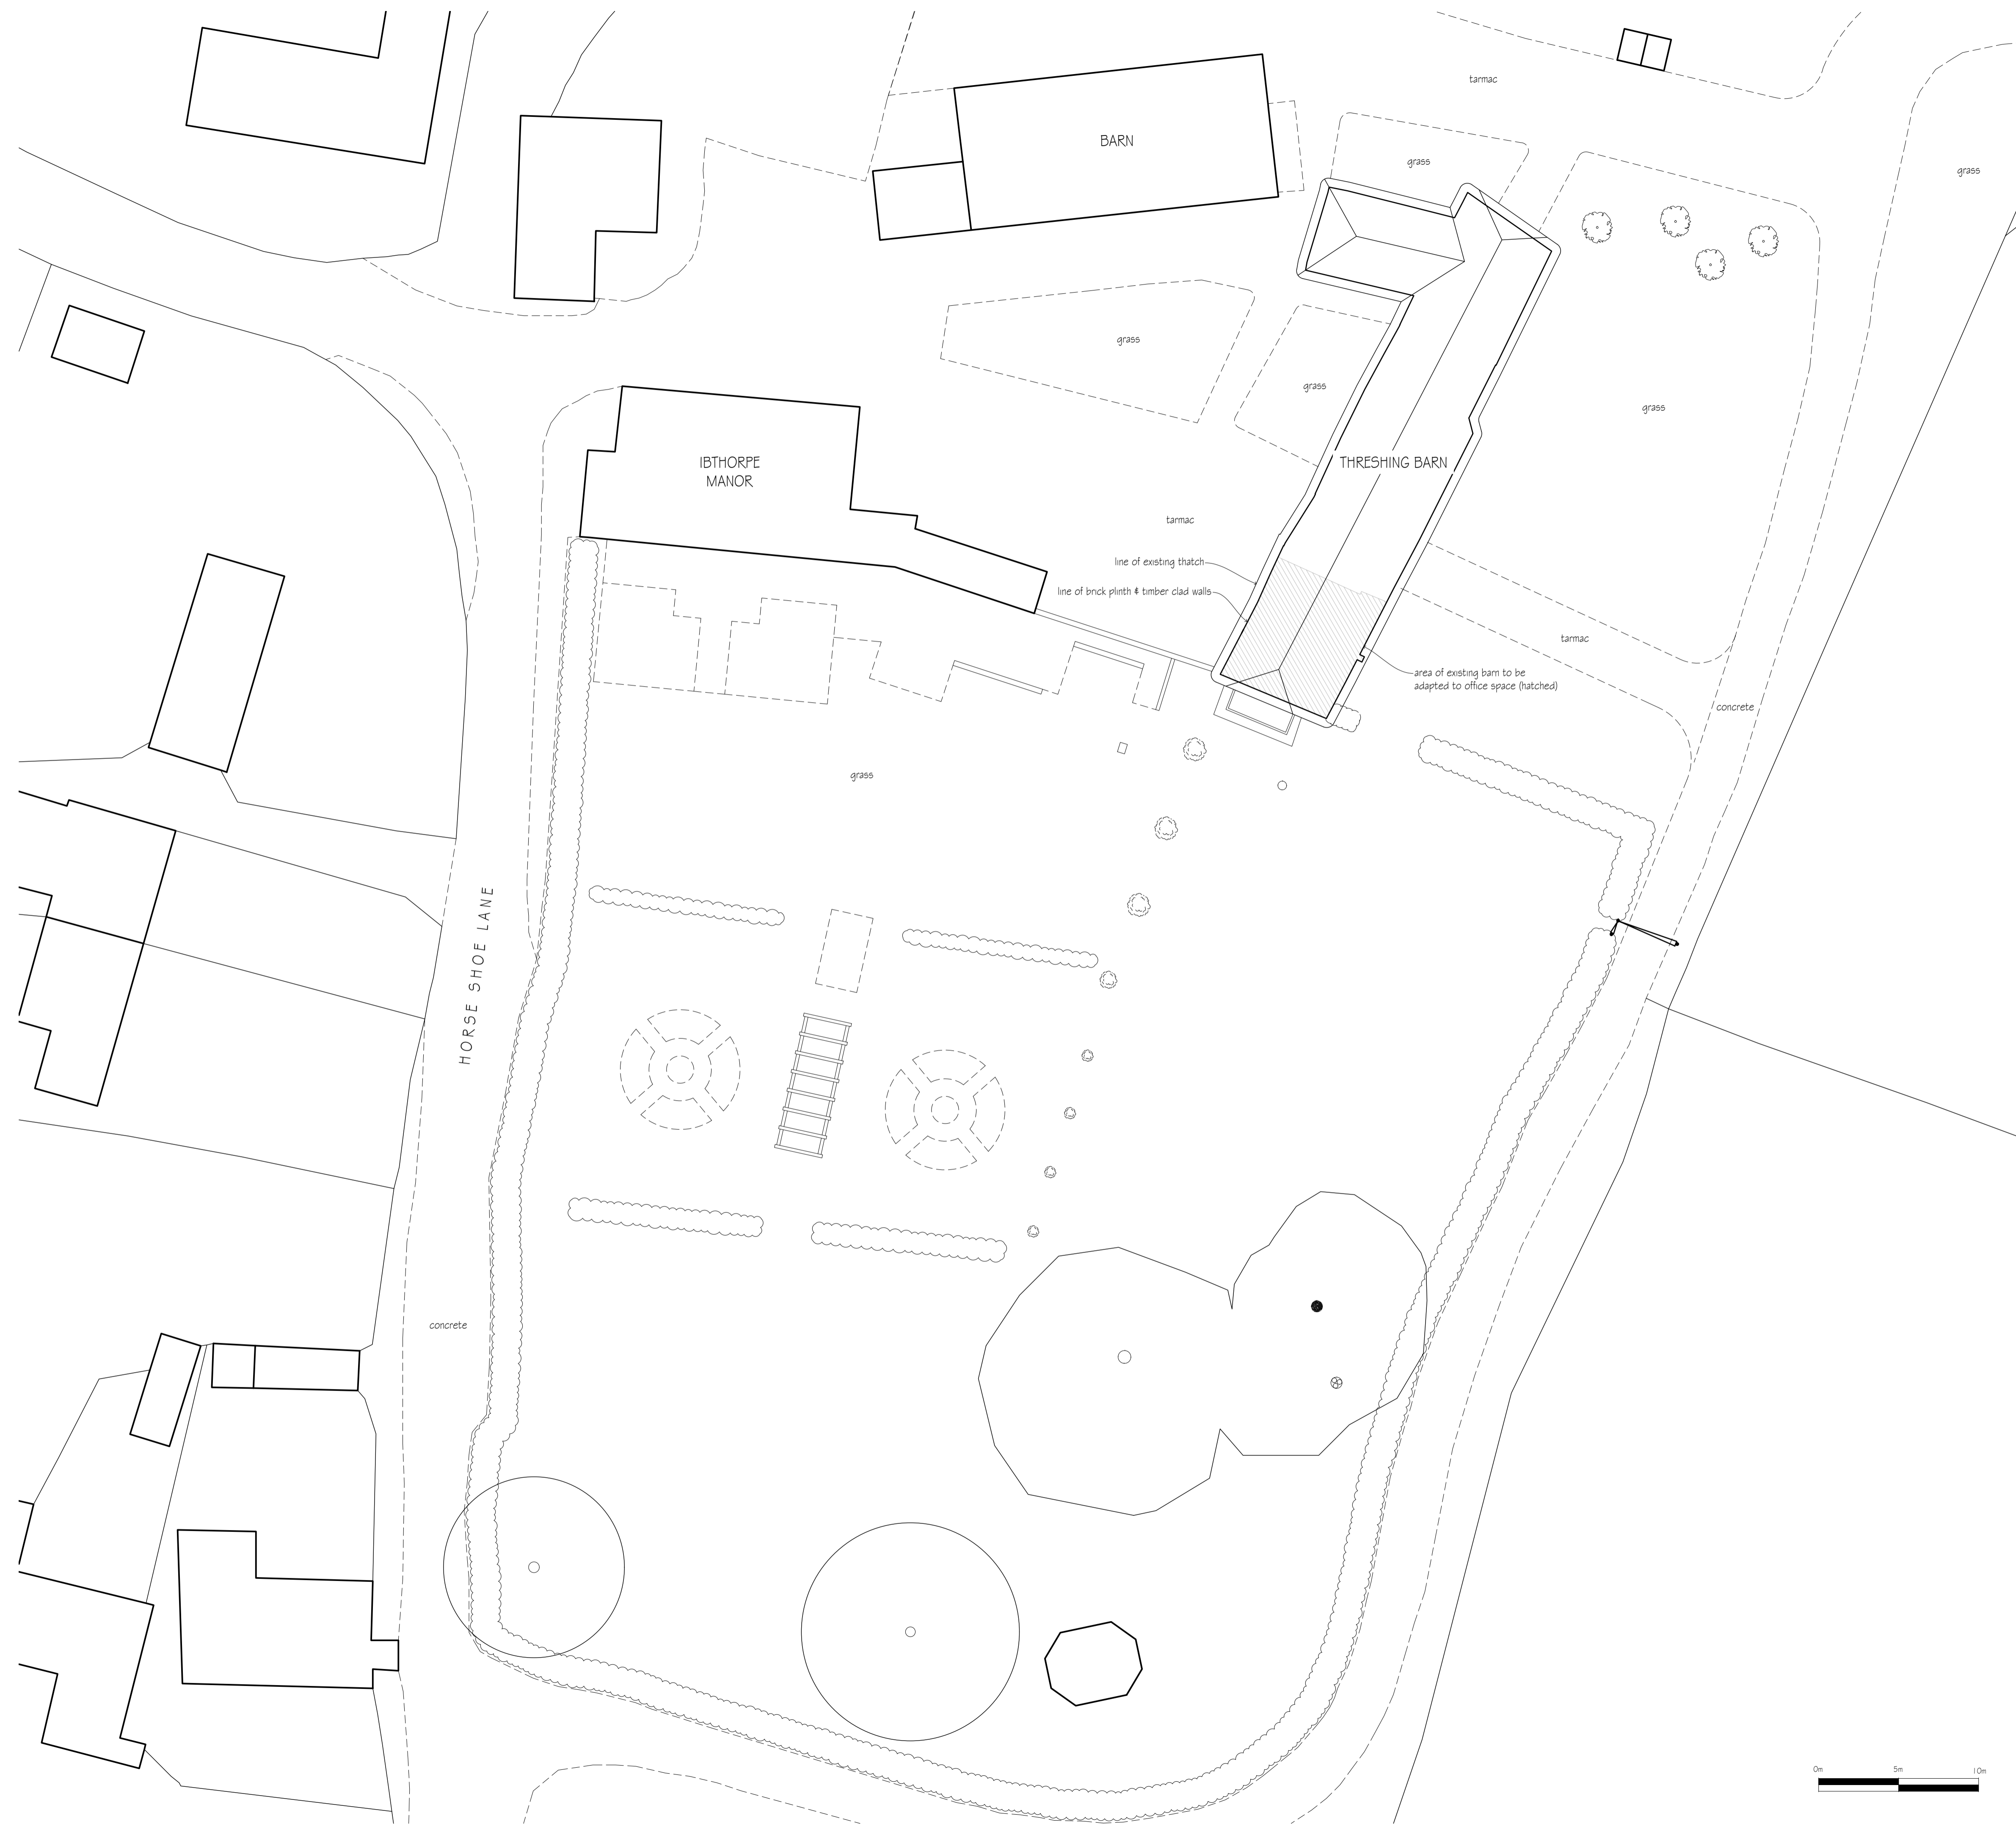 tarmac
BARN
grass
grass
grass
grass
grass
IBTHORPE
MANOR
THRESHING BARN
grass
tarmac
line of existing thatch
line of brick plinth & timber clad walls
tarmac
area of existing barn to be
adapted to office space (hatched)
concrete
grass
HORSE SHOE LANE
concrete
0m 5m 10m